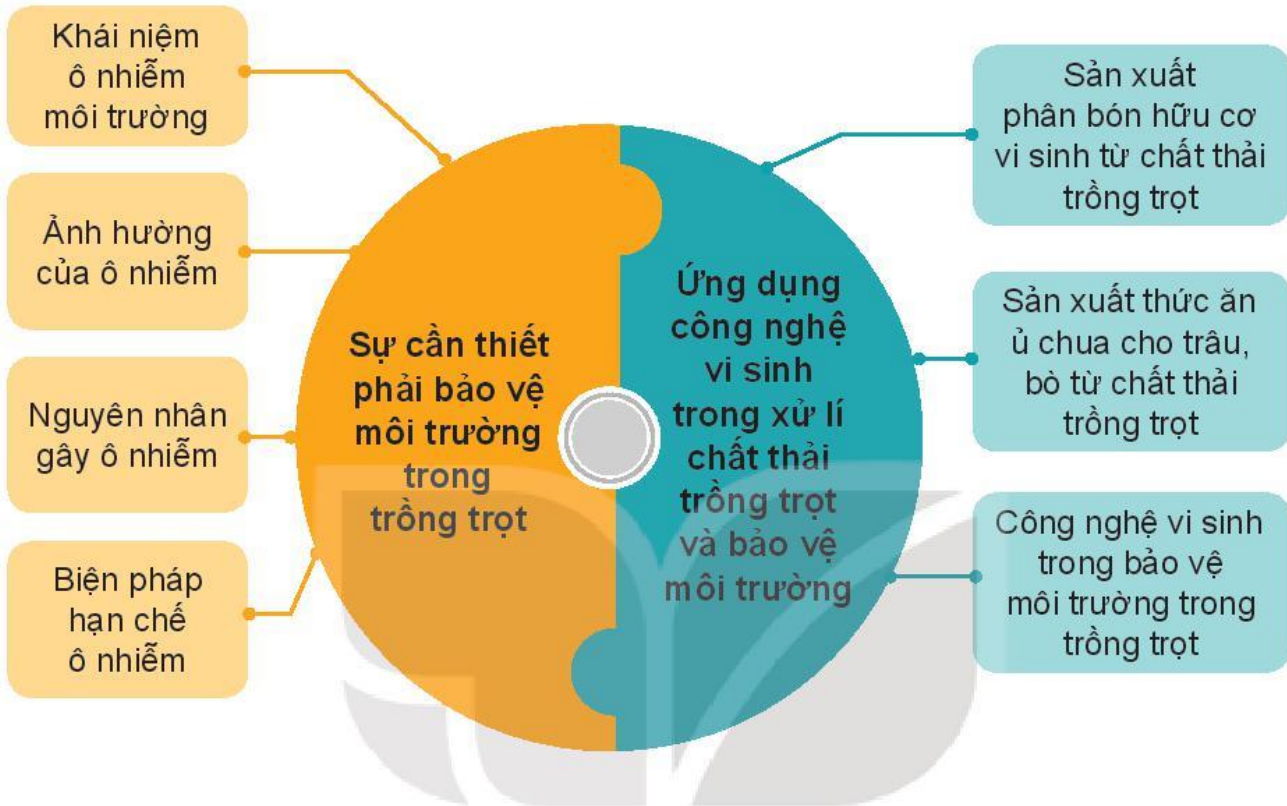 Khái niệm
ô nhiễm
môi trường
Ảnh hường
của ô nhiễm
Nguyên nhân
gây ô nhiễm
Biện pháp
hạn chế
ô nhiễm
Sự cần thiết
phải bảo vệ
môi trường
trong
trồng trọt
Ứng dụng
công nghệ
vi sinh
trong xử lí
chất thải
trồng trọt
và bảo vệ
môi trường
Sản xuất
phân bón hữu cơ
vi sinh từ chất thải
trồng trọt
Sản xuất thức ăn
ủ chua cho trâu,
bò từ chất thải
trồng trọt
Công nghệ vi sinh
trong bảo vệ
môi trường trong
trồng trọt